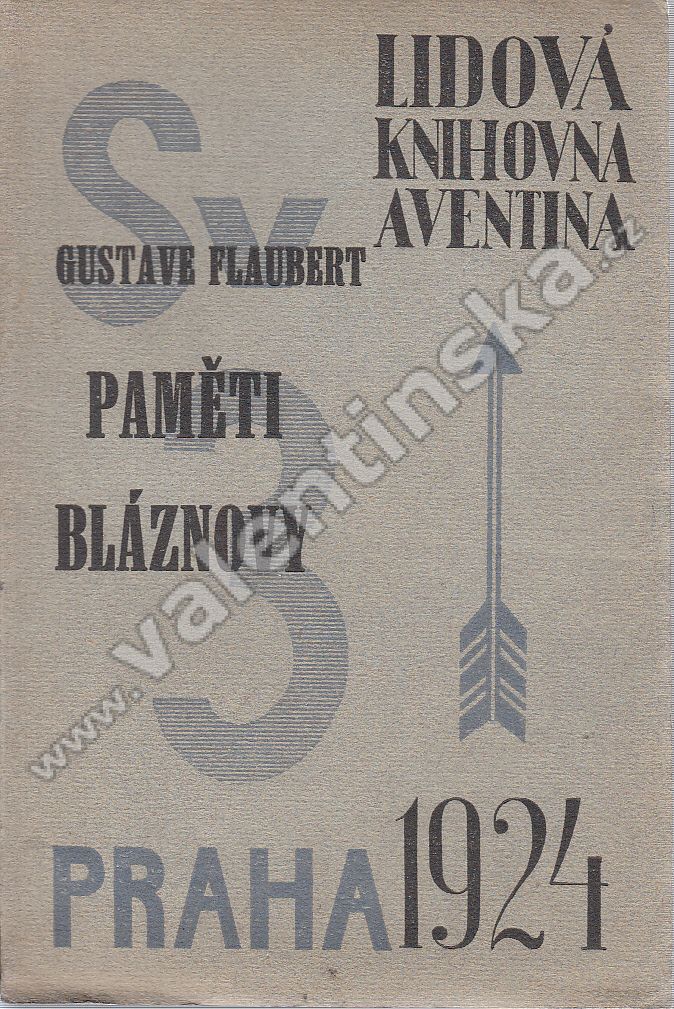 LIDOVÁ
KNIHOVNA
AVENTINA
Sv
GUSTAVE FLAUBERT
PAMĚTI
3
BLÁZNOVY
PRAHA 1924
www.valentinska.cz